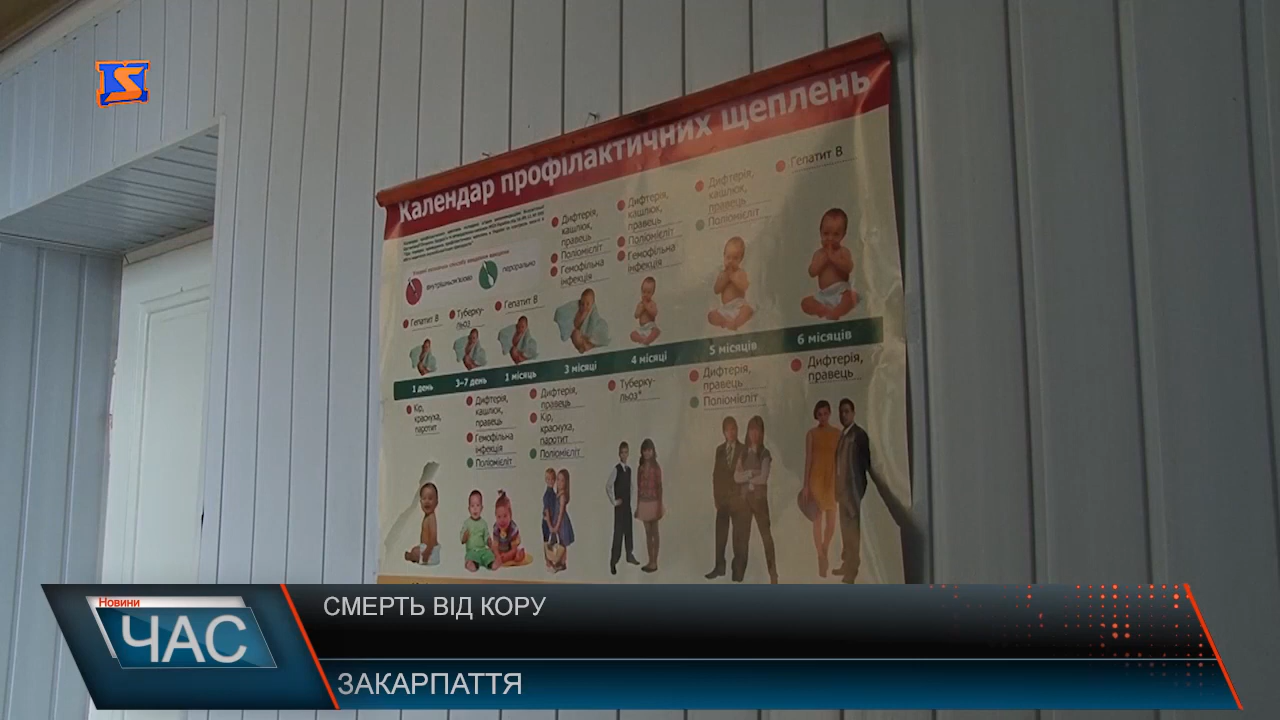 Календар профілактичних щеплень
внутрішньом'язово
перорально
Гепатит В
Туберку-
льоз
Гепатит В
Дифтерія,
кашлюк,
правець
Поліомієліт
Гемофільна
інфекція
Дифтерія,
кашлюк,
правець
Поліомієліт
Гемофільна
інфекція
Дифтерія,
кашлюк,
правець
Поліомієліт
Гепатит В
1 день
3-7 день
1 місяць
3 місяці
4 місяці
5 місяців
6 місяців
Кір,
краснуха,
паротит
Дифтерія,
кашлюк,
правець
Гемофільна
інфекція
Поліомієліт
Дифтерія,
правець
Кір,
краснуха,
паротит
Поліомієліт
Туберку-
льоз*
Дифтерія,
правець
Поліомієліт
Дифтерія,
правець
Новини
ЧАС
СМЕРТЬ ВІД КОРУ
ЗАКАРПАТТЯ